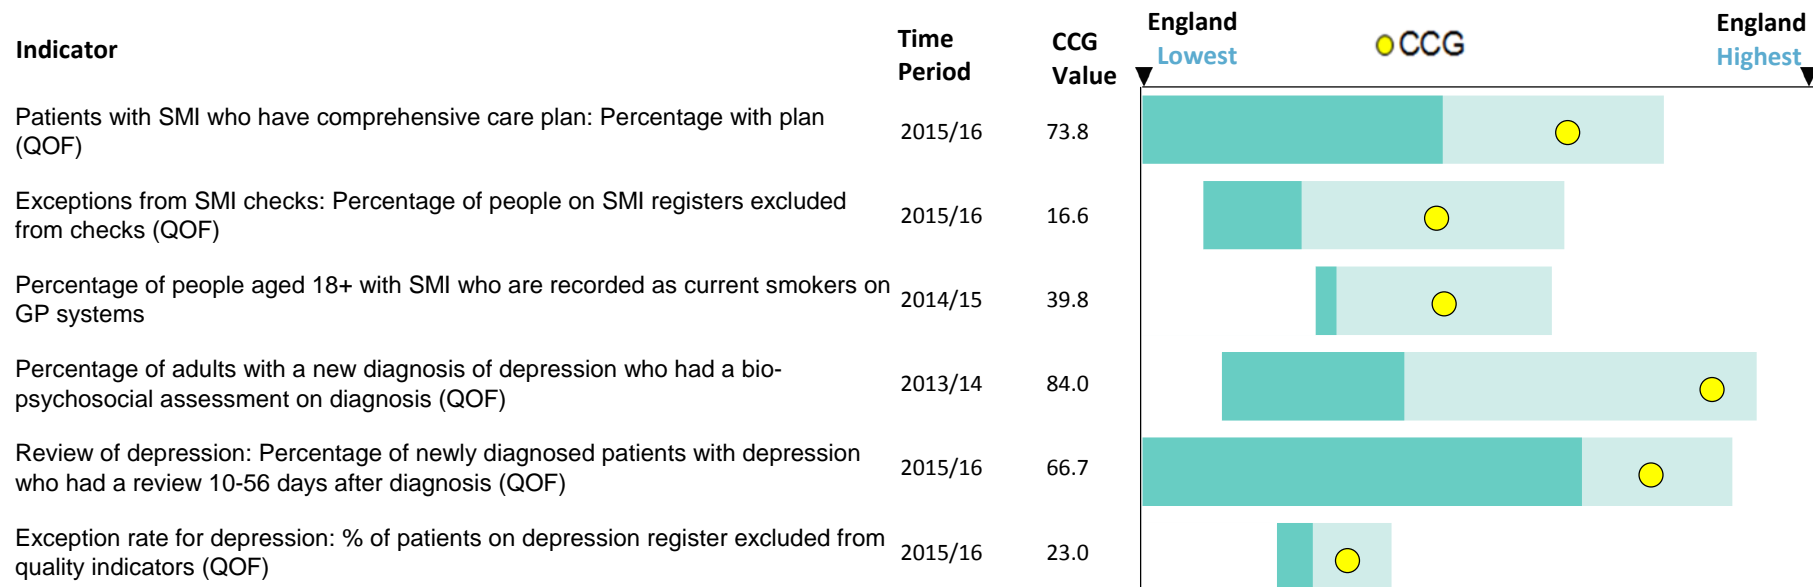 Indicator
Time
Period
CCG
Value
England
Lowest
CCG
England
Highest
Patients with SMI who have comprehensive care plan: Percentage with plan
(QOF)
2015/16
73.8
Exceptions from SMI checks: Percentage of people on SMI registers excluded
from checks (QOF)
2015/16
16.6
Percentage of people aged 18+ with SMI who are recorded as current smokers on
GP systems
2014/15
39.8
Percentage of adults with a new diagnosis of depression who had a bio-
psychosocial assessment on diagnosis (QOF)
2013/14
84.0
Review of depression: Percentage of newly diagnosed patients with depression
who had a review 10-56 days after diagnosis (QOF)
2015/16
66.7
Exception rate for depression: % of patients on depression register excluded from
quality indicators (QOF)
2015/16
23.0